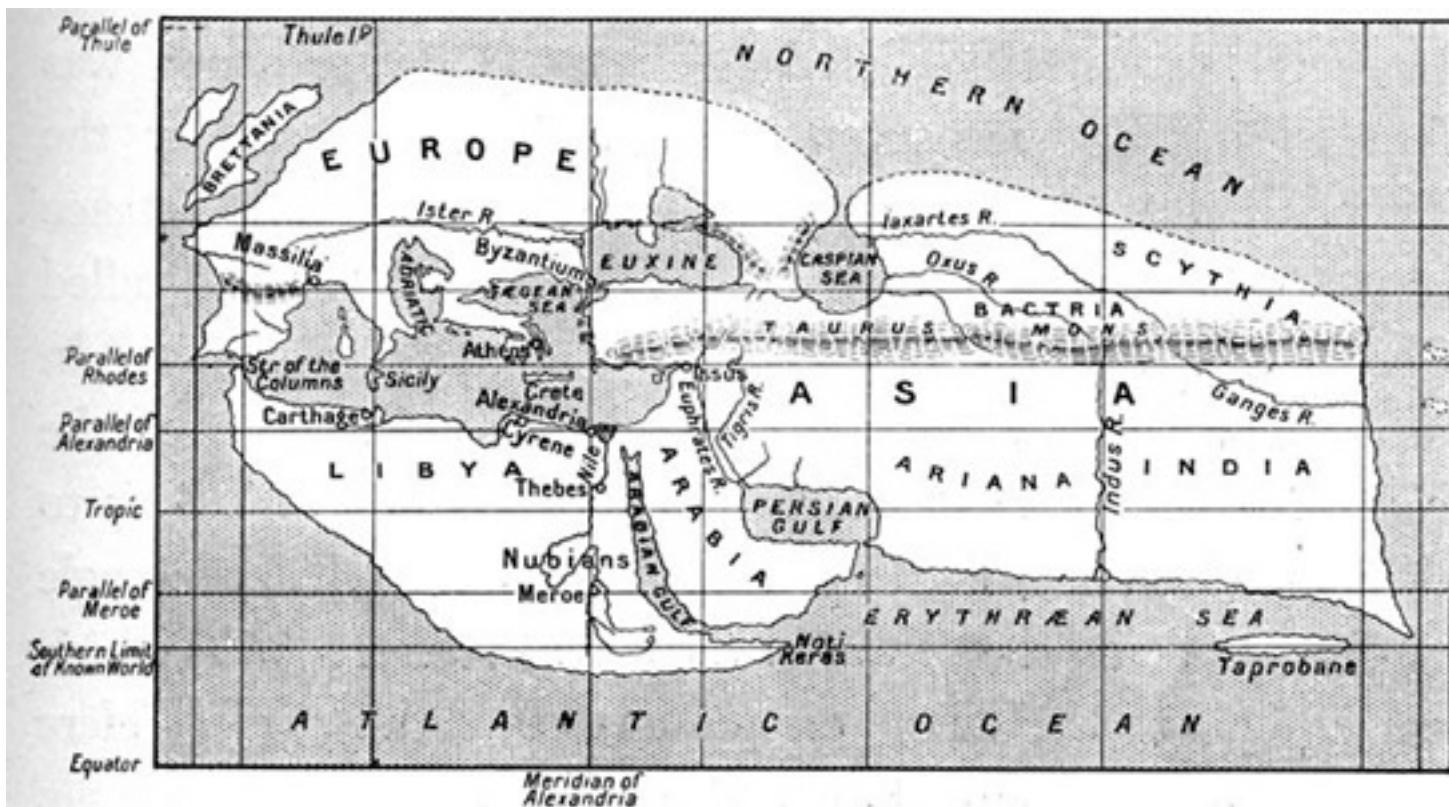 Parallel of
Thule
Thule I.
NORTHERN OCEAN
BRETTANIA
EUROPE
Ister R.
Iaxartes R.
Massilia
Byzantium
EUXINE
CASPIAN
SEA
Oxus R.
SCYTHIA
ADRIATIC
ÆGEAN
SEA
BACTRIA
TAURUS MONS
Parallel of
Rhodes
Str of the
Columns
Sicily
Athens
Crete
Issus
ASIA
Ganges R.
Parallel of
Alexandria
Carthage
Alexandria
Cyrene
Nile
Euphrates R.
Tigris R.
LIBYA
ARABIA
ARIANA
Indus R.
INDIA
Thebes
Tropic
ARABIAN GULF
PERSIAN
GULF
Nubians
Parallel of
Meroe
Meroe
ERYTHRÆAN SEA
Southern Limit
of Known World
Noti
Keras
Taprobane
ATLANTIC OCEAN
Equator
Meridian of
Alexandria